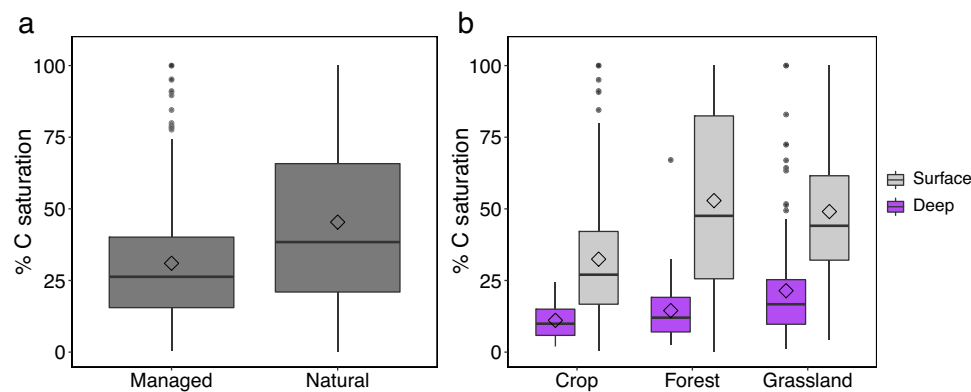 a
% C saturation
100
75
50
25
0
Managed Natural
b
% C saturation
100
75
50
25
0
Crop Forest Grassland
Surface
Deep